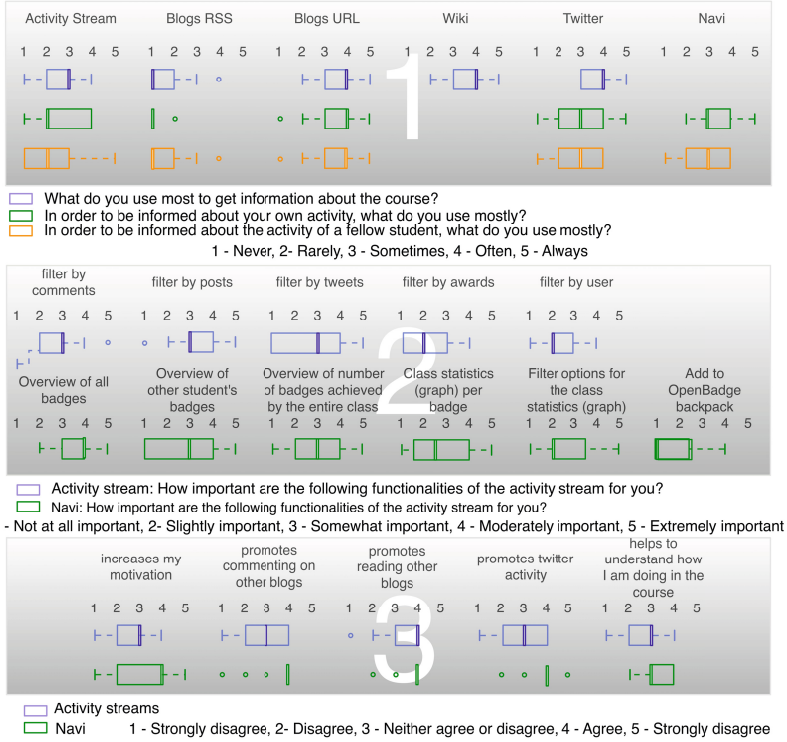 Activity Stream Blogs RSS Blogs URL Wiki Twitter Navi
1 2 3 4 5 1 2 3 4 5 1 2 3 4 5 1 2 3 4 5 1 2 3 4 5 1 2 3 4 5
1
What do you use most to get information about the course?
In order to be informed about your own activity, what do you use mostly?
In order to be informed about the activity of a fellow student, what do you use mostly?
1 - Never, 2- Rarely, 3 - Sometimes, 4 - Often, 5 - Always
filter by comments filter by posts filter by tweets filter by awards filter by user
1 2 3 4 5 1 2 3 4 5 1 2 3 4 5 1 2 3 4 5 1 2 3 4 5
2
Overview of all badges Overview of other student's badges Overview of number of badges achieved by the entire class Class statistics (graph) per badge Filter options for the class statistics (graph) Add to OpenBadge backpack
1 2 3 4 5 1 2 3 4 5 1 2 3 4 5 1 2 3 4 5 1 2 3 4 5 1 2 3 4 5
Activity stream: How important are the following functionalities of the activity stream for you?
Navi: How important are the following functionalities of the activity stream for you?
- Not at all important, 2- Slightly important, 3 - Somewhat important, 4 - Moderately important, 5 - Extremely important
increases my motivation promotes commenting on other blogs promotes reading other blogs promotes twitter activity helps to understand how I am doing in the course
1 2 3 4 5 1 2 3 4 5 1 2 3 4 5 1 2 3 4 5 1 2 3 4 5
3
Activity streams
Navi 1 - Strongly disagree, 2- Disagree, 3 - Neither agree or disagree, 4 - Agree, 5 - Strongly disagree